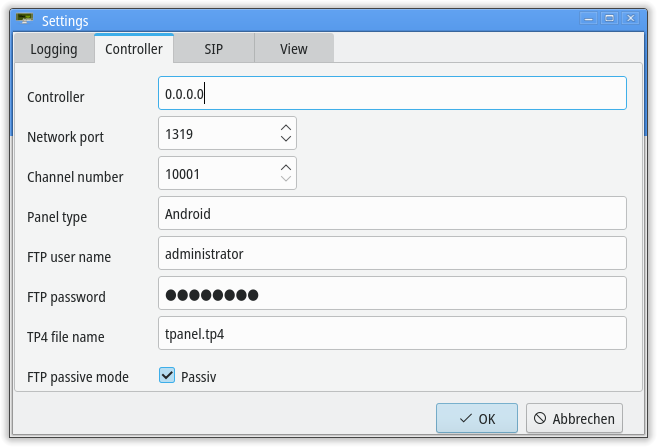 Settings
Logging Controller SIP View
Controller 0.0.0.0
Network port 1319
Channel number 10001
Panel type Android
FTP user name administrator
FTP password ●●●●●●●●
TP4 file name tpanel.tp4
FTP passive mode Passiv
OK Abbrechen